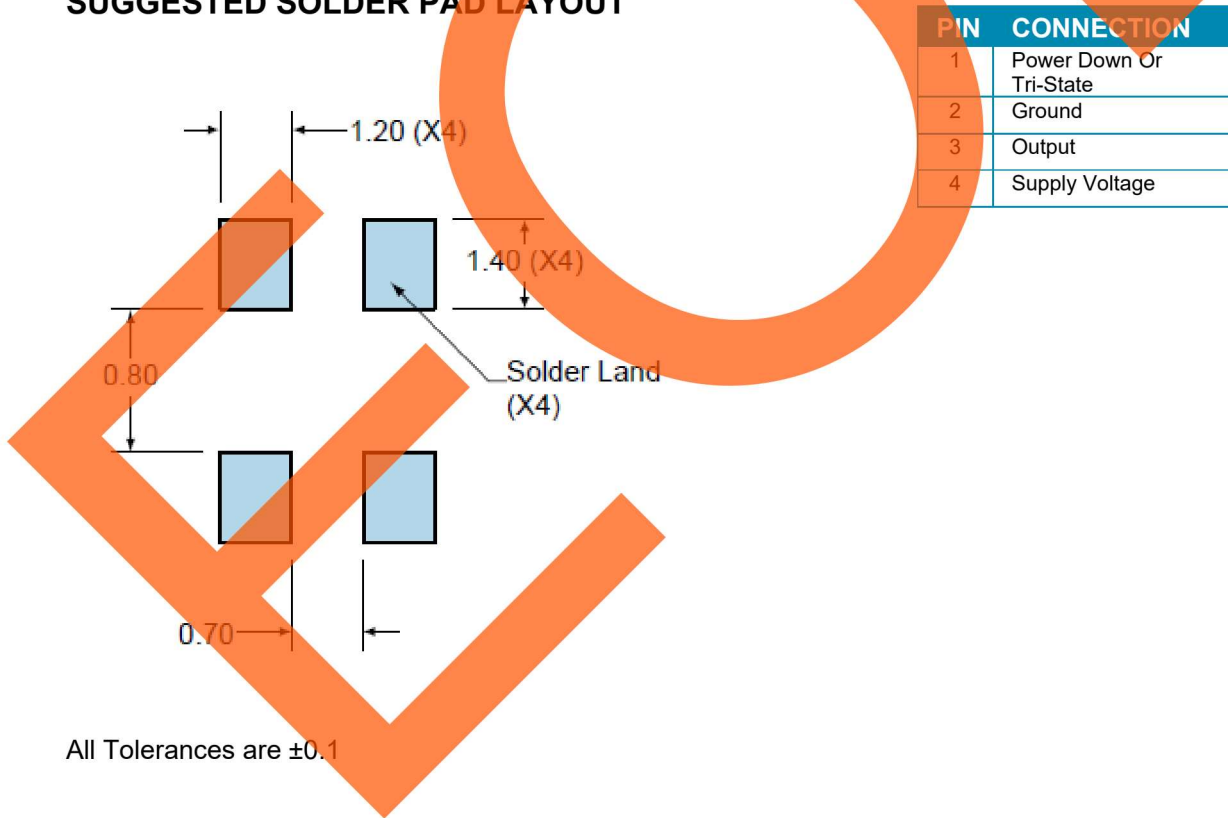 SUGGESTED SOLDER PAD LAYOUT
PIN CONNECTION
1 Power Down Or
Tri-State
2 Ground
3 Output
4 Supply Voltage
1.20 (X4)
1.40 (X4)
0.80
Solder Land
(X4)
0.70
All Tolerances are ±0.1